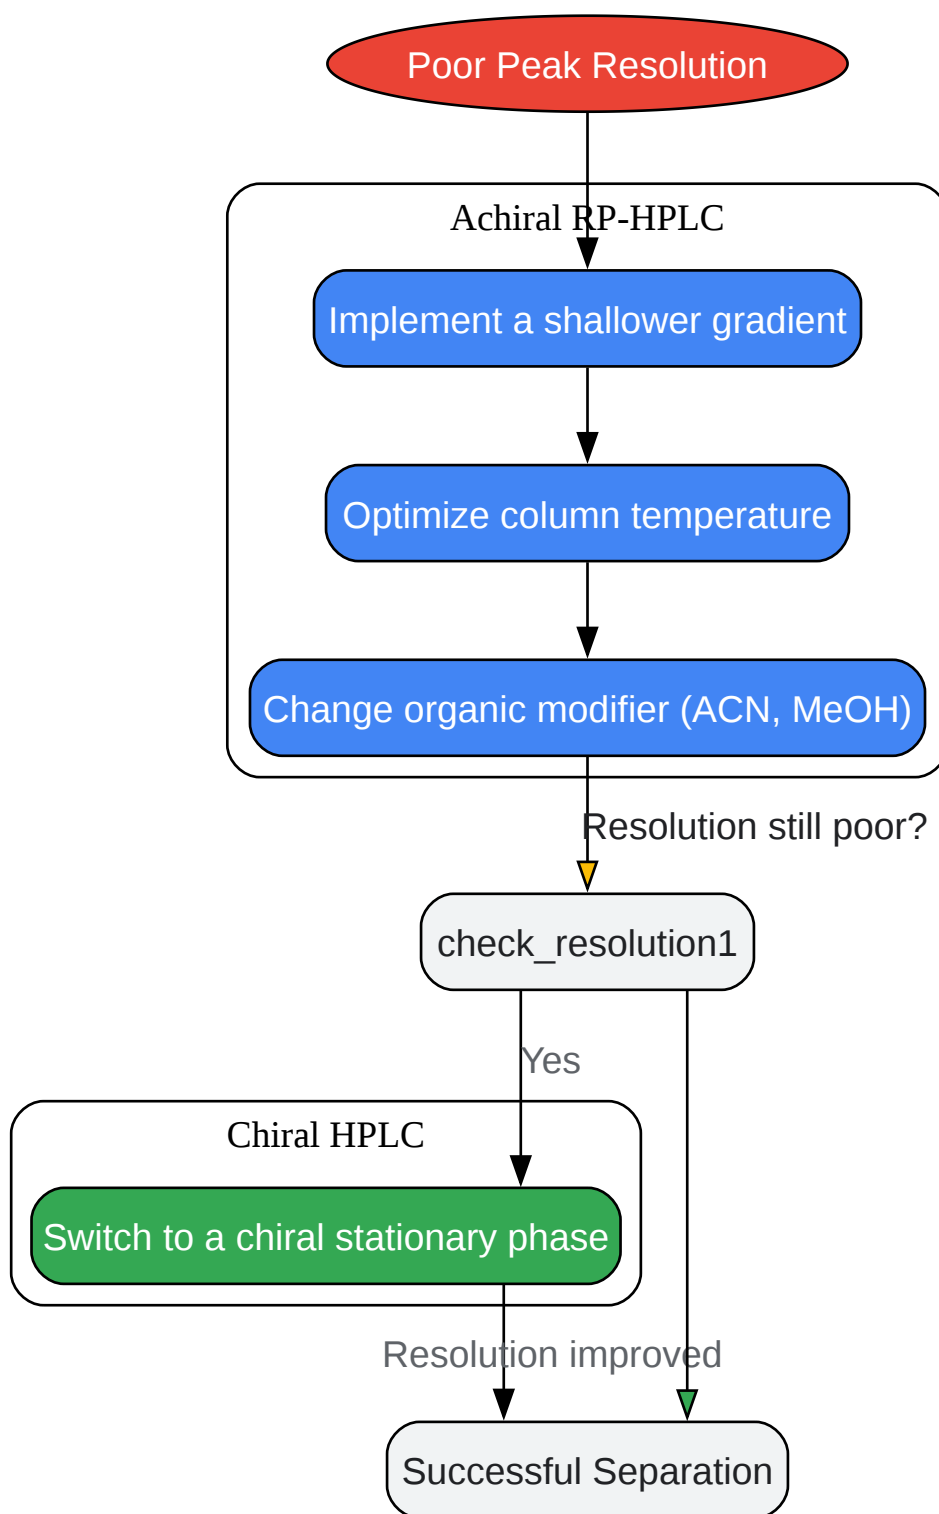 Poor Peak Resolution
Achiral RP-HPLC
Implement a shallower gradient
Optimize column temperature
Change organic modifier (ACN, MeOH)
Resolution still poor?
check_resolution1
Yes
Chiral HPLC
Switch to a chiral stationary phase
Resolution improved
Successful Separation